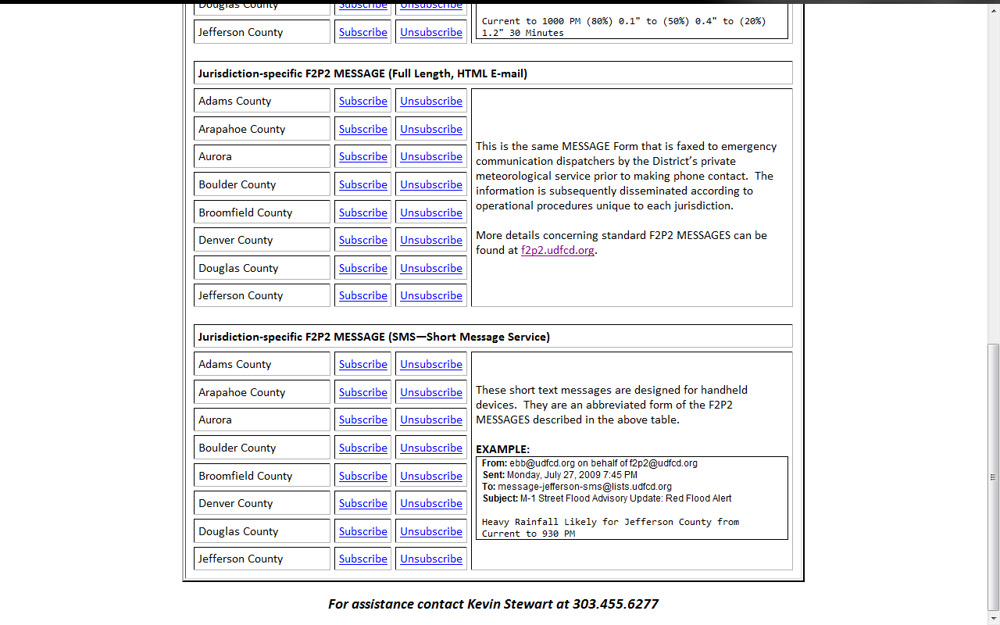 Douglas County Subscribe Unsubscribe
Current to 1000 PM (80%) 0.1" to (50%) 0.4" to (20%)
1.2" 30 Minutes
Jefferson County Subscribe Unsubscribe
Jurisdiction-specific F2P2 MESSAGE (Full Length, HTML E-mail)
Adams County Subscribe Unsubscribe
Arapahoe County Subscribe Unsubscribe
Aurora Subscribe Unsubscribe
Boulder County Subscribe Unsubscribe
Broomfield County Subscribe Unsubscribe
Denver County Subscribe Unsubscribe
Douglas County Subscribe Unsubscribe
Jefferson County Subscribe Unsubscribe
This is the same MESSAGE Form that is faxed to emergency
communication dispatchers by the District’s private
meteorological service prior to making phone contact.  The
information is subsequently disseminated according to
operational procedures unique to each jurisdiction.
More details concerning standard F2P2 MESSAGES can be
found at f2p2.udfcd.org.
Jurisdiction-specific F2P2 MESSAGE (SMS—Short Message Service)
Adams County Subscribe Unsubscribe
Arapahoe County Subscribe Unsubscribe
Aurora Subscribe Unsubscribe
Boulder County Subscribe Unsubscribe
Broomfield County Subscribe Unsubscribe
Denver County Subscribe Unsubscribe
Douglas County Subscribe Unsubscribe
Jefferson County Subscribe Unsubscribe
These short text messages are designed for handheld
devices.  They are an abbreviated form of the F2P2
MESSAGES described in the above table.
EXAMPLE:
From: ebb@udfcd.org on behalf of f2p2@udfcd.org
Sent: Monday, July 27, 2009 7:45 PM
To: message-jefferson-sms@lists.udfcd.org
Subject: M-1 Street Flood Advisory Update: Red Flood Alert
Heavy Rainfall Likely for Jefferson County from
Current to 930 PM
For assistance contact Kevin Stewart at 303.455.6277